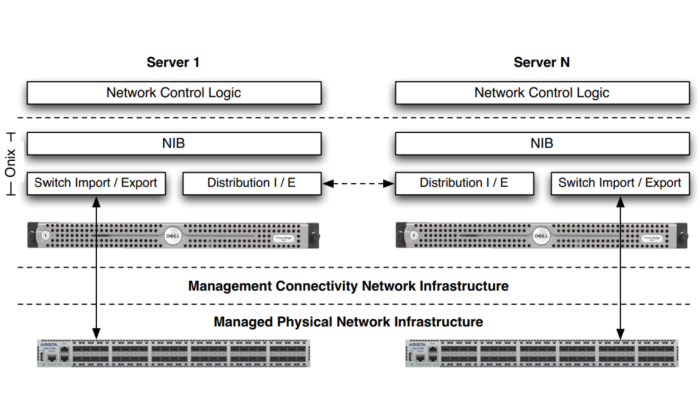 Server 1
Server N
Network Control Logic
Network Control Logic
Onix
NIB
NIB
Switch Import / Export
Distribution I / E
Distribution I / E
Switch Import / Export
DELL
DELL
Management Connectivity Network Infrastructure
Managed Physical Network Infrastructure
ARISTA
ARISTA